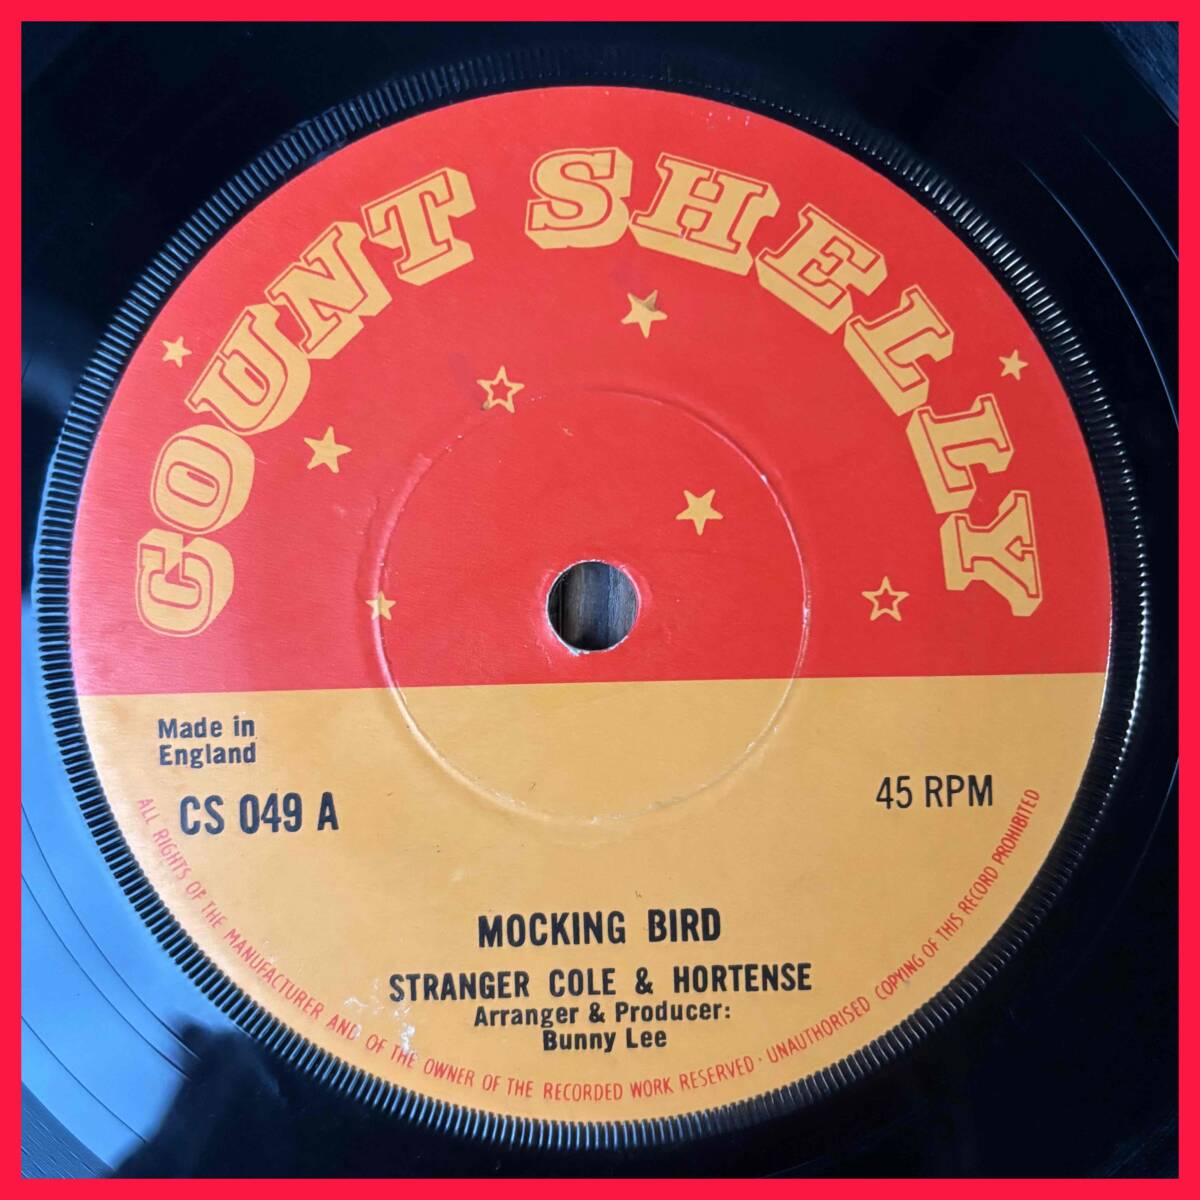 COUNT SHELLY
Made in
England
CS 049 A
45 RPM
MOCKING BIRD
STRANGER COLE & HORTENSE
Arranger & Producer:
Bunny Lee
ALL RIGHTS OF THE MANUFACTURER AND OF THE OWNER OF THE RECORDED WORK RESERVED · UNAUTHORISED COPYING OF THIS RECORD PROHIBITED